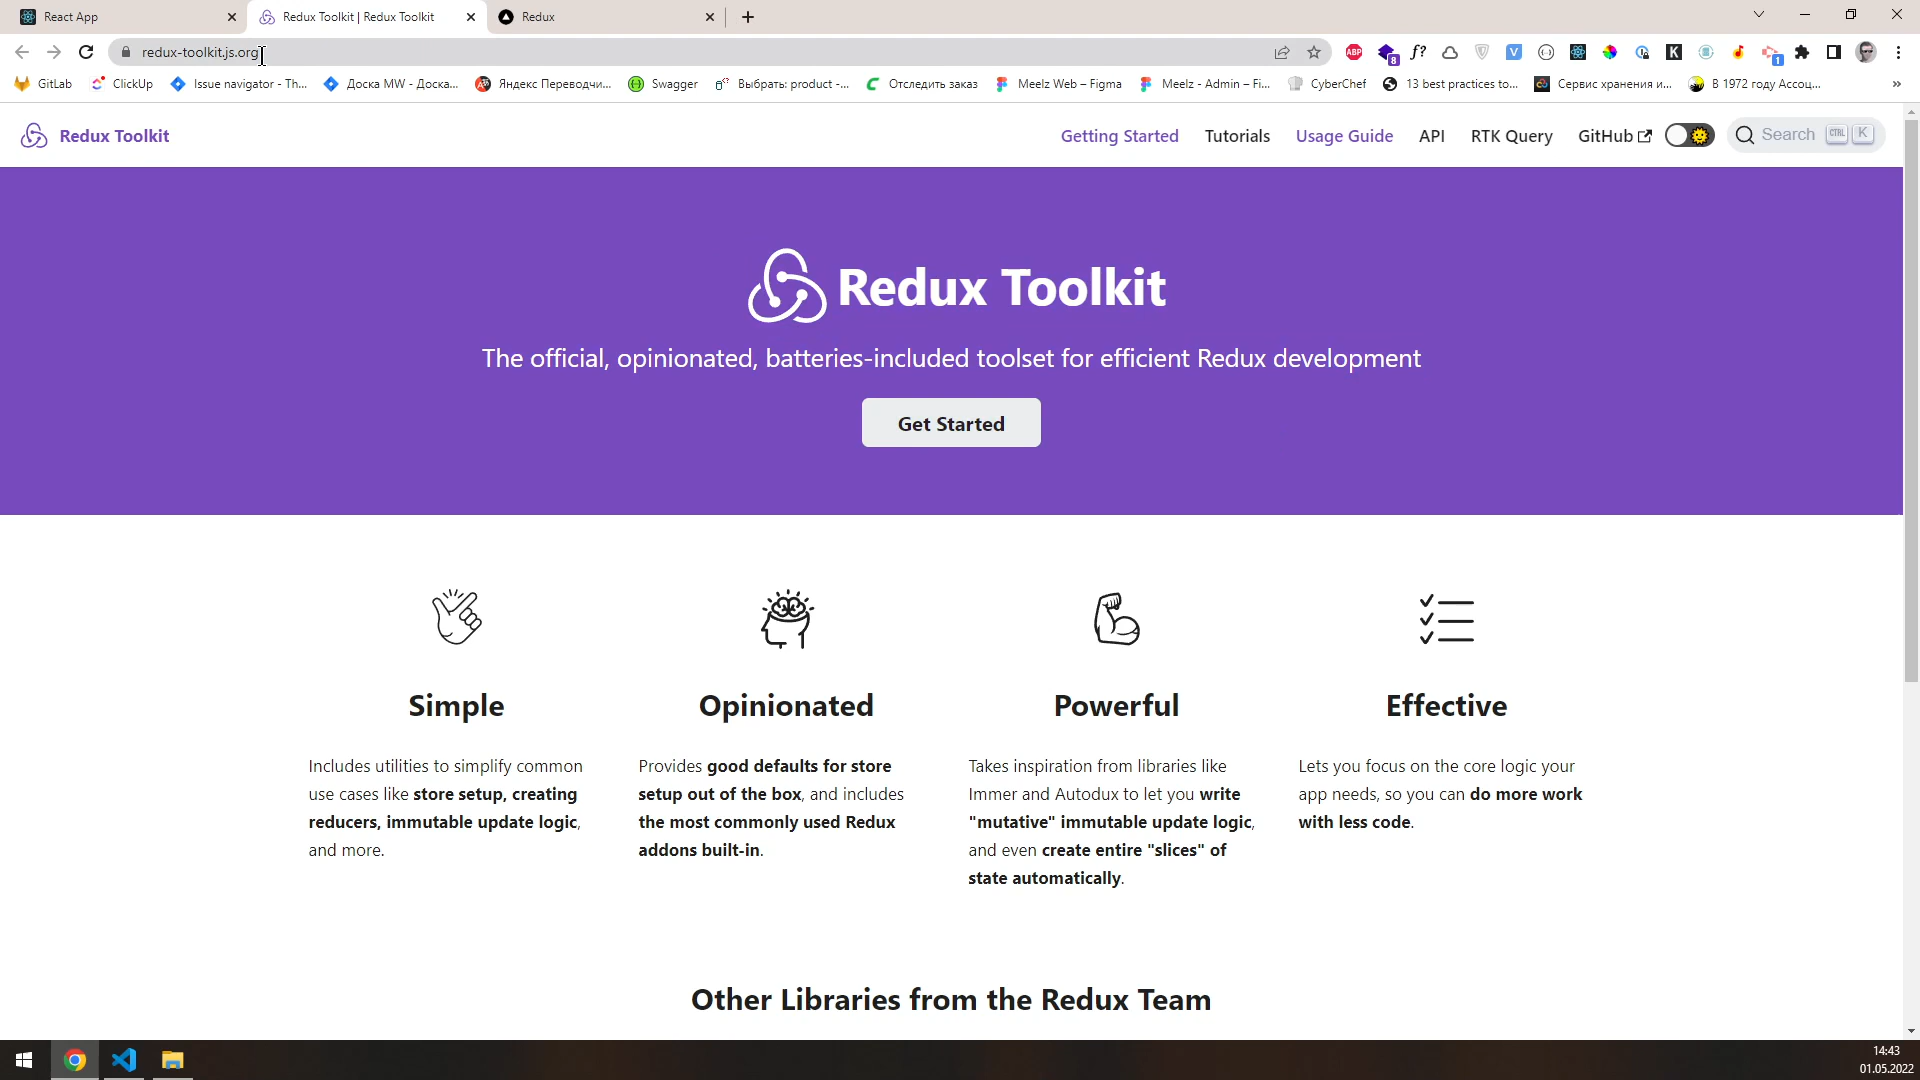 React App
Redux Toolkit | Redux Toolkit
Redux
redux-toolkit.js.org
ABP
8
f?
V
K
1
GitLab
ClickUp
Issue navigator - Th...
Доска MW - Доска...
Яндекс Переводчи...
Swagger
Выбрать: product -...
Отследить заказ
Meelz Web – Figma
Meelz - Admin – Fi...
CyberChef
13 best practices to...
Сервис хранения и...
В 1972 году Ассоц...
»
Redux Toolkit
Getting Started
Tutorials
Usage Guide
API
RTK Query
GitHub
Search
CTRL
K
Redux Toolkit
The official, opinionated, batteries-included toolset for efficient Redux development
Get Started
Simple
Includes utilities to simplify common
use cases like store setup, creating
reducers, immutable update logic,
and more.
Opinionated
Provides good defaults for store
setup out of the box, and includes
the most commonly used Redux
addons built-in.
Powerful
Takes inspiration from libraries like
Immer and Autodux to let you write
"mutative" immutable update logic,
and even create entire "slices" of
state automatically.
Effective
Lets you focus on the core logic your
app needs, so you can do more work
with less code.
Other Libraries from the Redux Team
14:43
01.05.2022